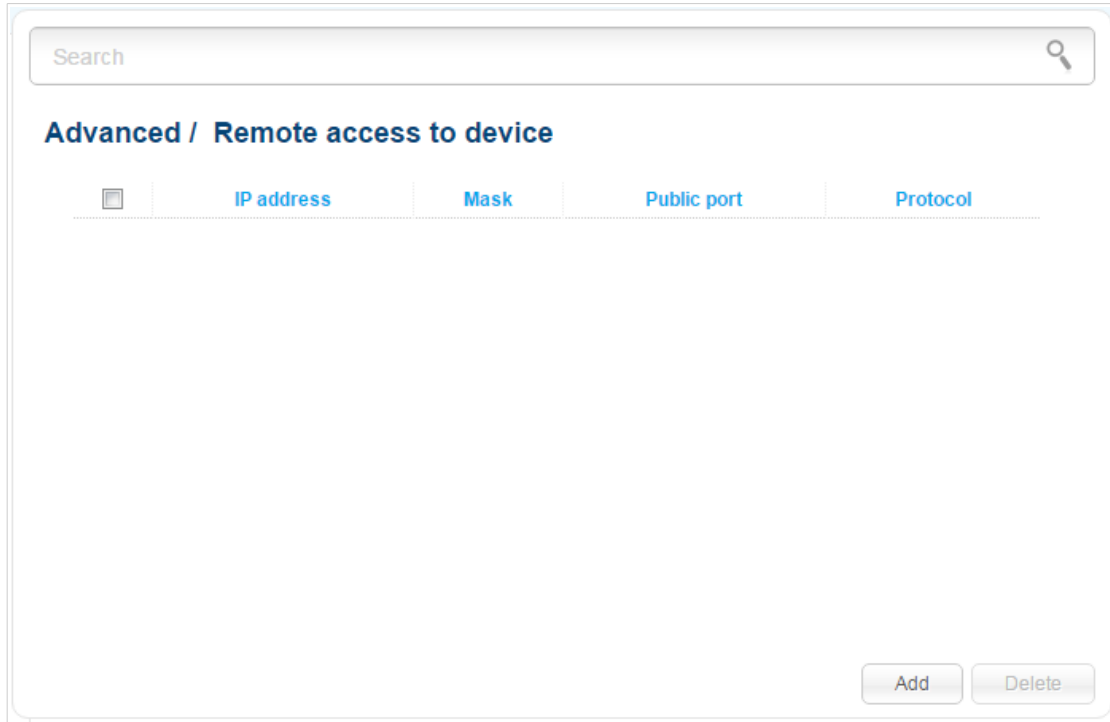 Search
Advanced / Remote access to device
IP address Mask Public port Protocol
Add Delete